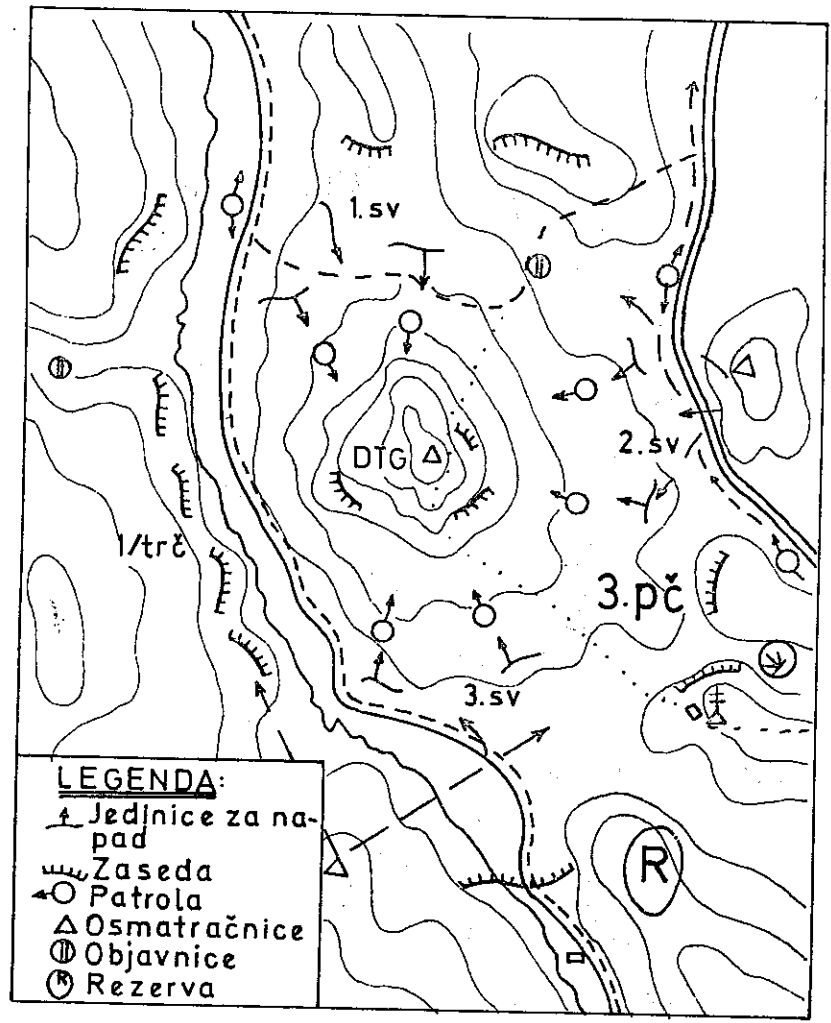 1.sv
DTG
2.sv
1/trč
3.pč
3.sv
R
LEGENDA:
Jedinice za na-
pad
Zaseda
Patrola
Osmatračnice
Objavnice
R Rezerva